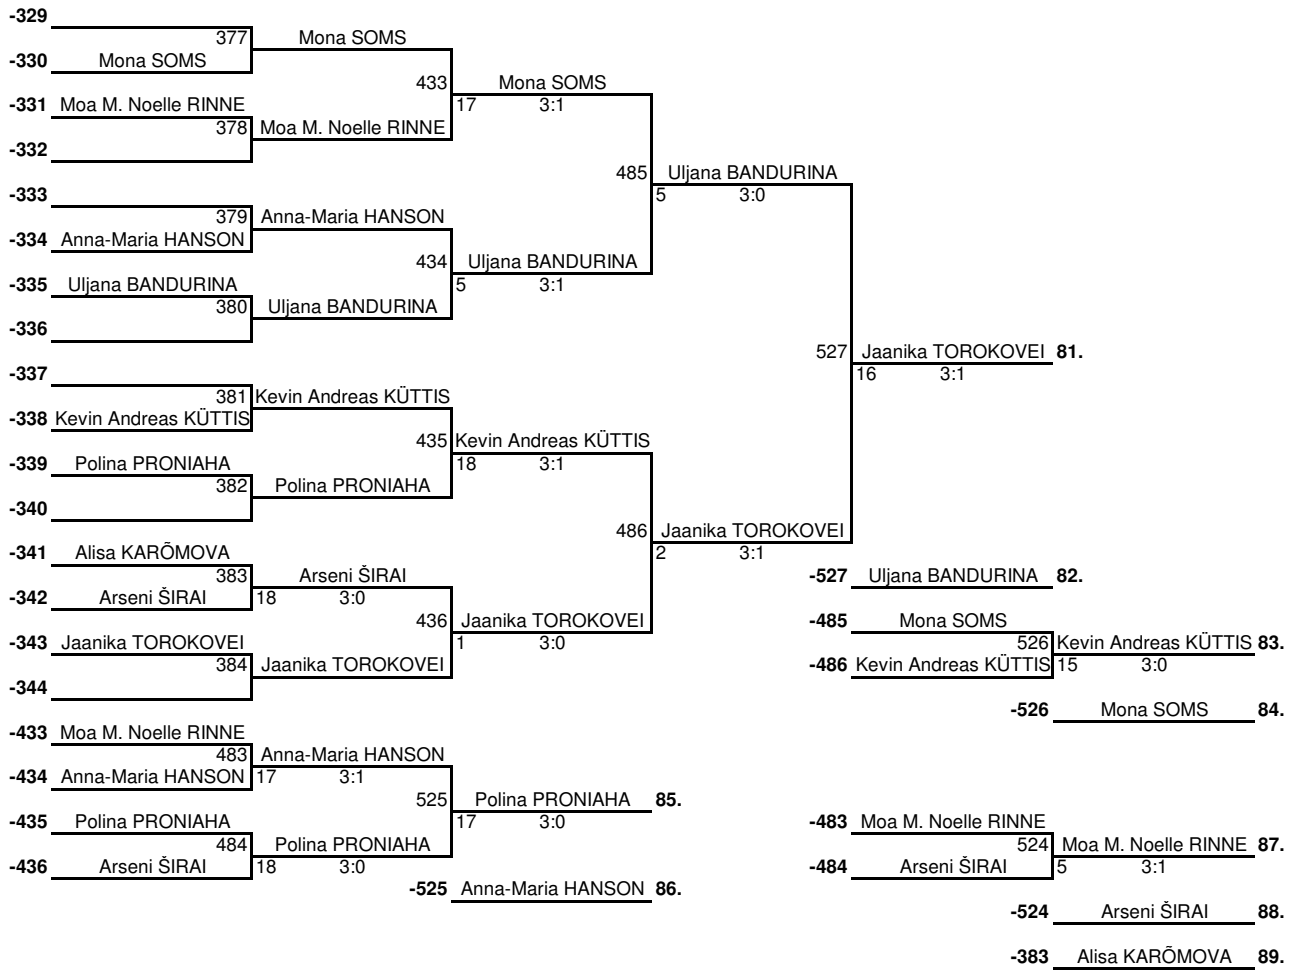 -329
377 Mona SOMS
-330 Mona SOMS
433 Mona SOMS
-331 Moa M. Noelle RINNE 17 3:1
378 Moa M. Noelle RINNE
-332
485 Uljana BANDURINA
-333 5 3:0
379 Anna-Maria HANSON
-334 Anna-Maria HANSON
434 Uljana BANDURINA
-335 Uljana BANDURINA 5 3:1
380 Uljana BANDURINA
-336
527 Jaanika TOROKOVEI 81.
-337 16 3:1
381 Kevin Andreas KÜTTIS
-338 Kevin Andreas KÜTTIS
435 Kevin Andreas KÜTTIS
-339 Polina PRONIAHA 18 3:1
382 Polina PRONIAHA
-340
486 Jaanika TOROKOVEI
-341 Alisa KARÕMOVA 2 3:1
383 Arseni ŠIRAI -527 Uljana BANDURINA 82.
-342 Arseni ŠIRAI 18 3:0
436 Jaanika TOROKOVEI -485 Mona SOMS
-343 Jaanika TOROKOVEI 1 3:0 526 Kevin Andreas KÜTTIS 83.
384 Jaanika TOROKOVEI -486 Kevin Andreas KÜTTIS 15 3:0
-344
-526 Mona SOMS 84.
-433 Moa M. Noelle RINNE
483 Anna-Maria HANSON
-434 Anna-Maria HANSON 17 3:1
525 Polina PRONIAHA 85.
-435 Polina PRONIAHA 17 3:0 -483 Moa M. Noelle RINNE
484 Polina PRONIAHA 524 Moa M. Noelle RINNE 87.
-436 Arseni ŠIRAI 18 3:0 -484 Arseni ŠIRAI 5 3:1
-525 Anna-Maria HANSON 86.
-524 Arseni ŠIRAI 88.
-383 Alisa KARÕMOVA 89.